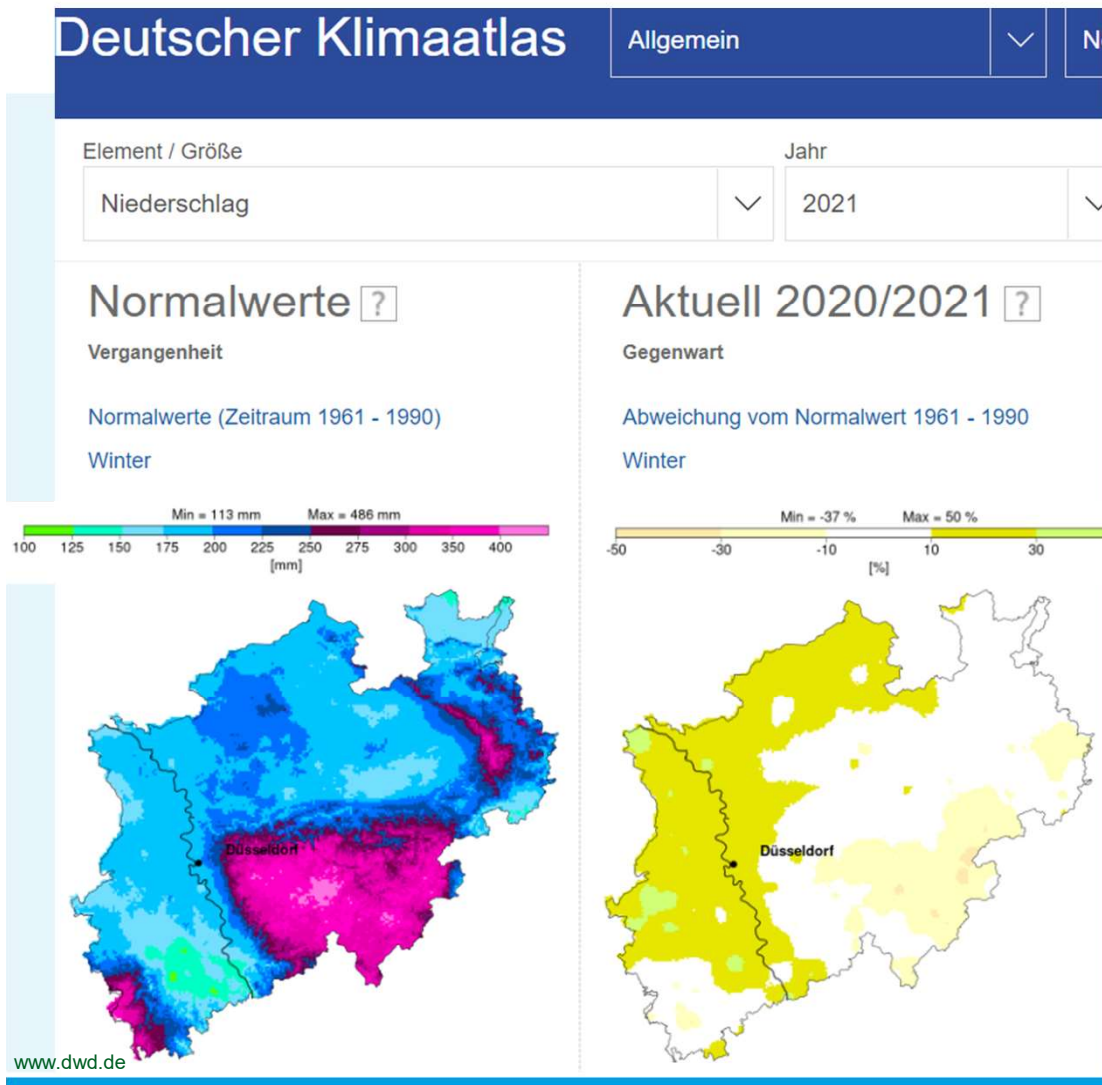 Deutscher Klimaatlas
Allgemein
Element / Größe
Jahr
Niederschlag
2021
Normalwerte ?
Vergangenheit
Normalwerte (Zeitraum 1961 - 1990)
Winter
Min = 113 mm Max = 486 mm
100 125 150 175 200 225 250 275 300 350 400
[mm]
Düsseldorf
Aktuell 2020/2021 ?
Gegenwart
Abweichung vom Normalwert 1961 - 1990
Winter
Min = -37 % Max = 50 %
-50 -30 -10 10 30
[%]
Düsseldorf
www.dwd.de